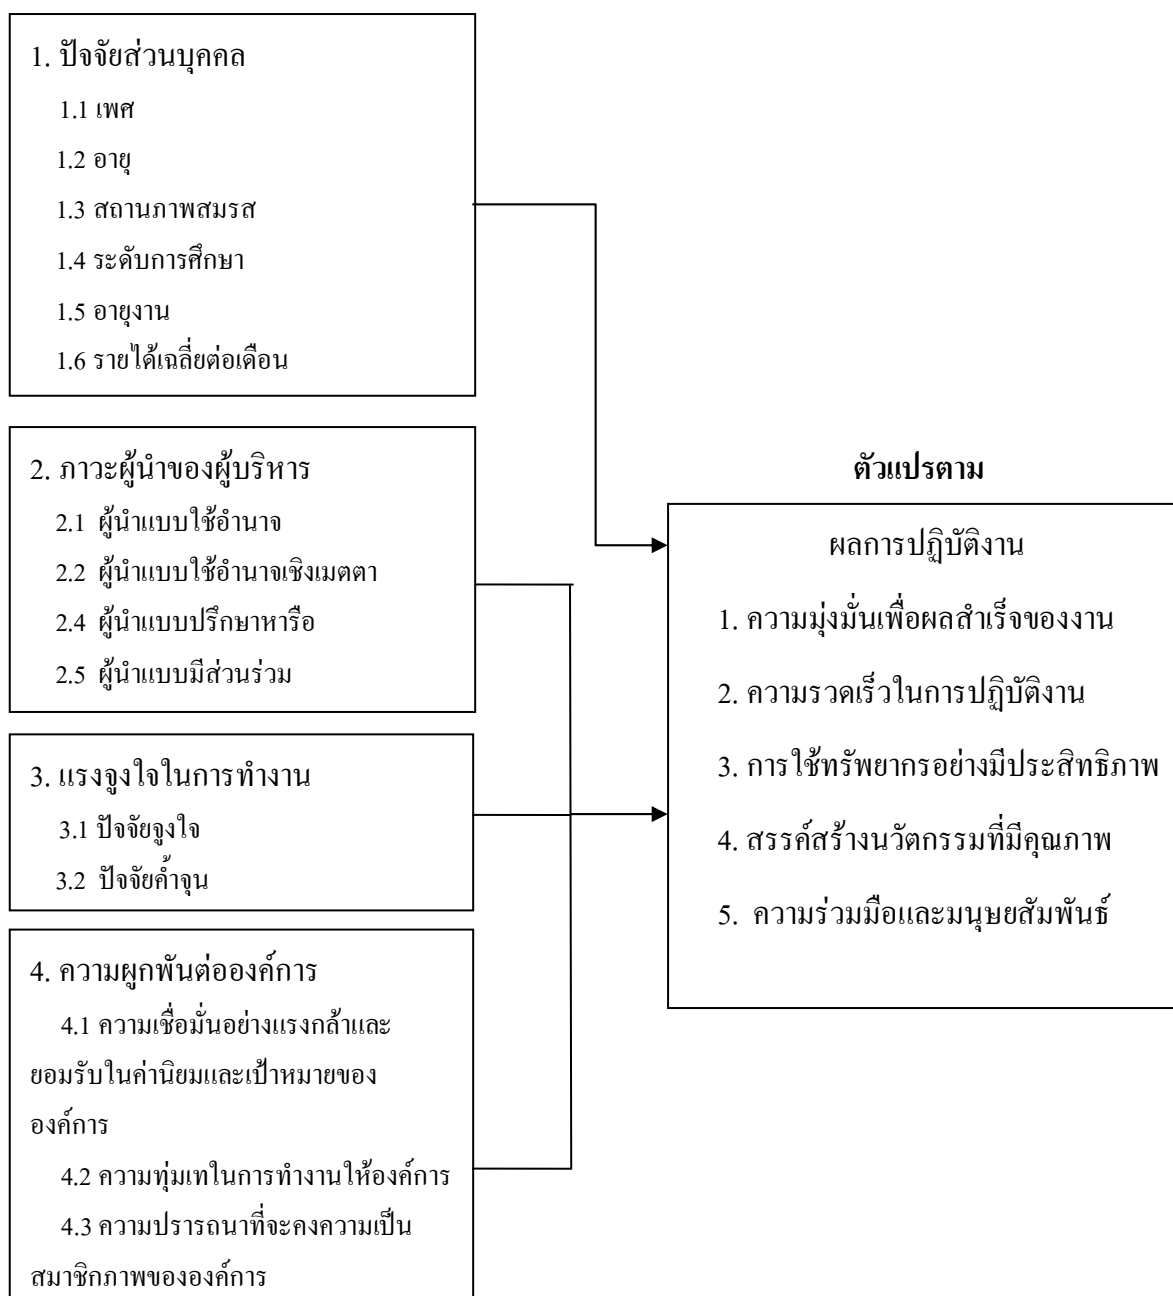 1. ปัจจัยส่วนบุคคล
1.1 เพศ
1.2 อายุ
1.3 สถานภาพสมรส
1.4 ระดับการศึกษา
1.5 อายุงาน
1.6 รายได้เฉลี่ยต่อเดือน
2. ภาวะผู้นำของผู้บริหาร
2.1 ผู้นำแบบใช้อำนาจ
2.2 ผู้นำแบบใช้อำนาจเชิงเมตตา
2.4 ผู้นำแบบปรึกษาหารือ
2.5 ผู้นำแบบมีส่วนร่วม
3. แรงจูงใจในการทำงาน
3.1 ปัจจัยจูงใจ
3.2 ปัจจัยค้ำจุน
4. ความผูกพันต่อองค์การ
4.1 ความเชื่อมั่นอย่างแรงกล้าและ
ยอมรับในค่านิยมและเป้าหมายของ
องค์การ
4.2 ความทุ่มเทในการทำงานให้องค์การ
4.3 ความปรารถนาที่จะคงความเป็น
สมาชิกภาพขององค์การ
ตัวแปรตาม
ผลการปฏิบัติงาน
1. ความมุ่งมั่นเพื่อผลสำเร็จของงาน
2. ความรวดเร็วในการปฏิบัติงาน
3. การใช้ทรัพยากรอย่างมีประสิทธิภาพ
4. สรรค์สร้างนวัตกรรมที่มีคุณภาพ
5. ความร่วมมือและมนุษยสัมพันธ์